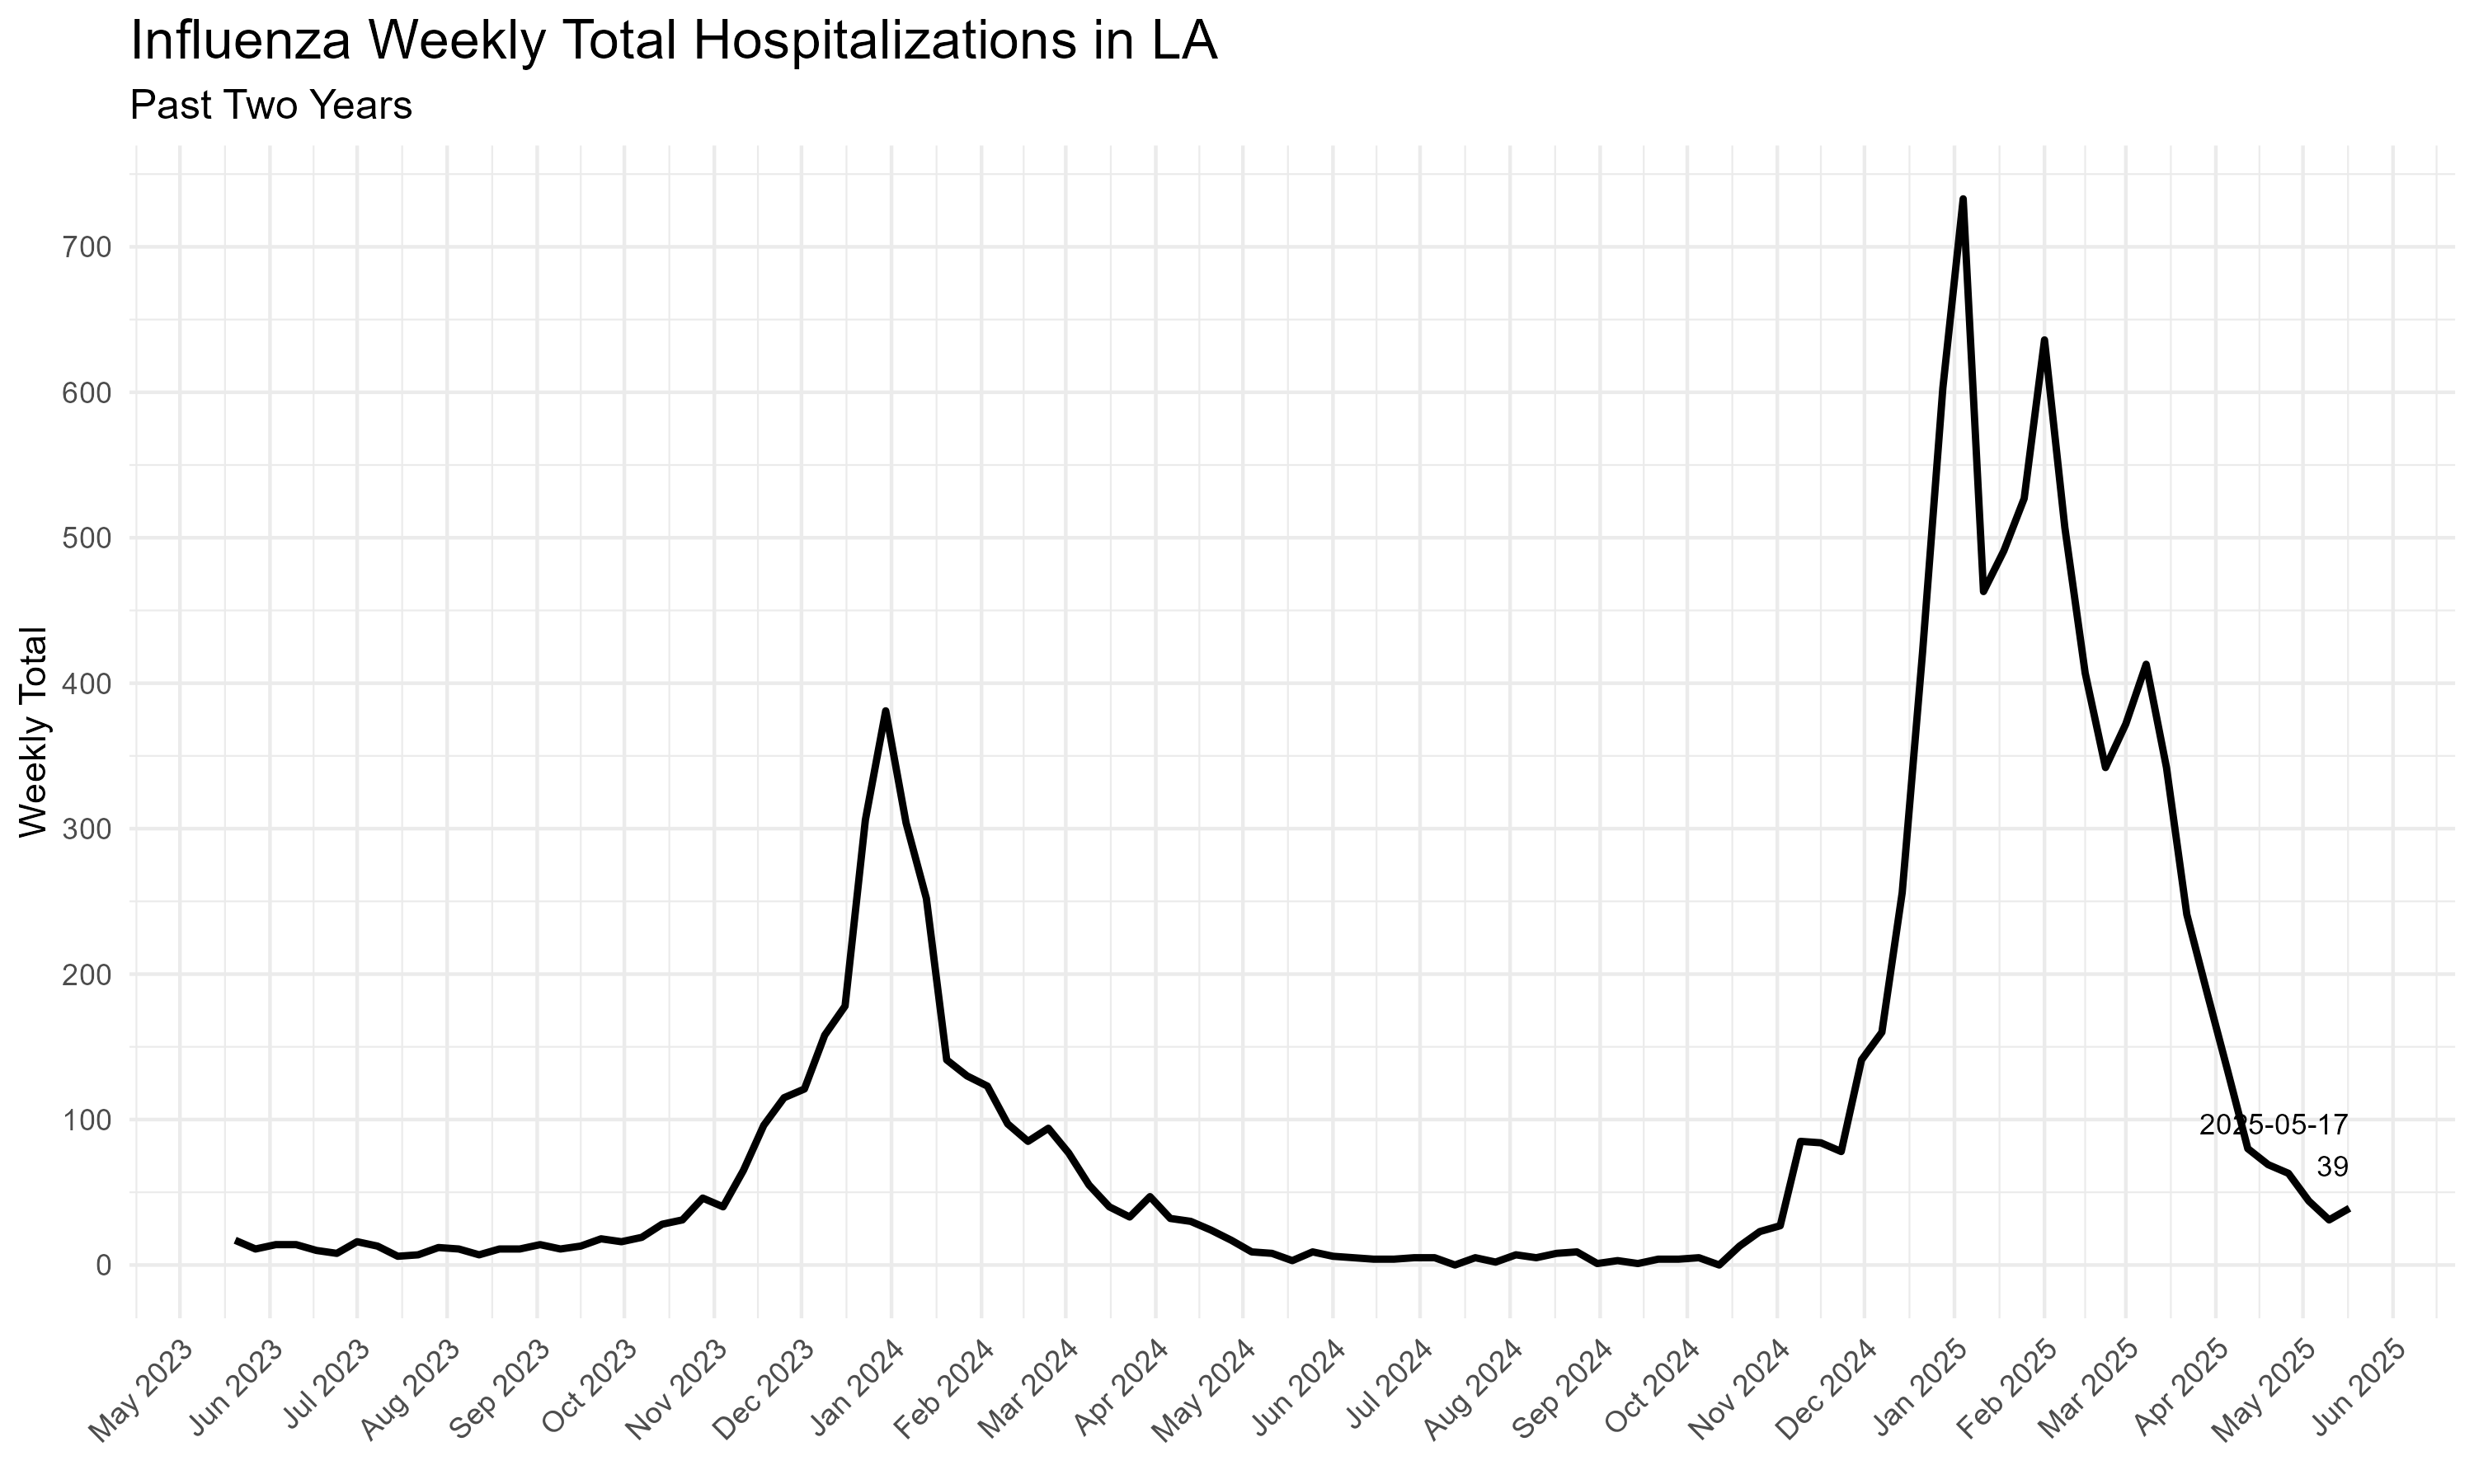 Influenza Weekly Total Hospitalizations in LA
Past Two Years
Weekly Total
700
600
500
400
300
200
100
0
2025-05-17
39
May 2023
Jun 2023
Jul 2023
Aug 2023
Sep 2023
Oct 2023
Nov 2023
Dec 2023
Jan 2024
Feb 2024
Mar 2024
Apr 2024
May 2024
Jun 2024
Jul 2024
Aug 2024
Sep 2024
Oct 2024
Nov 2024
Dec 2024
Jan 2025
Feb 2025
Mar 2025
Apr 2025
May 2025
Jun 2025